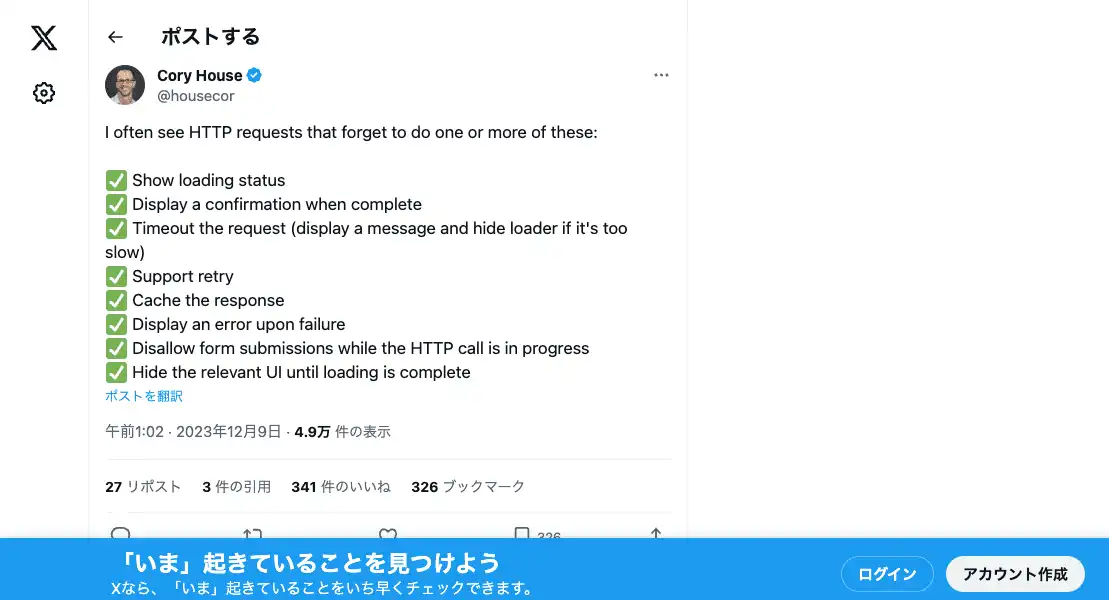 ポストする
Cory House
@housecor
I often see HTTP requests that forget to do one or more of these:
✅ Show loading status
✅ Display a confirmation when complete
✅ Timeout the request (display a message and hide loader if it's too
slow)
✅ Support retry
✅ Cache the response
✅ Display an error upon failure
✅ Disallow form submissions while the HTTP call is in progress
✅ Hide the relevant UI until loading is complete
ポストを翻訳
午前1:02 · 2023年12月9日 · 4.9万 件の表示
27 リポスト 3 件の引用 341 件のいいね 326 ブックマーク
326
「いま」起きていることを見つけよう
Xなら、「いま」起きていることをいち早くチェックできます。
ログイン
アカウント作成